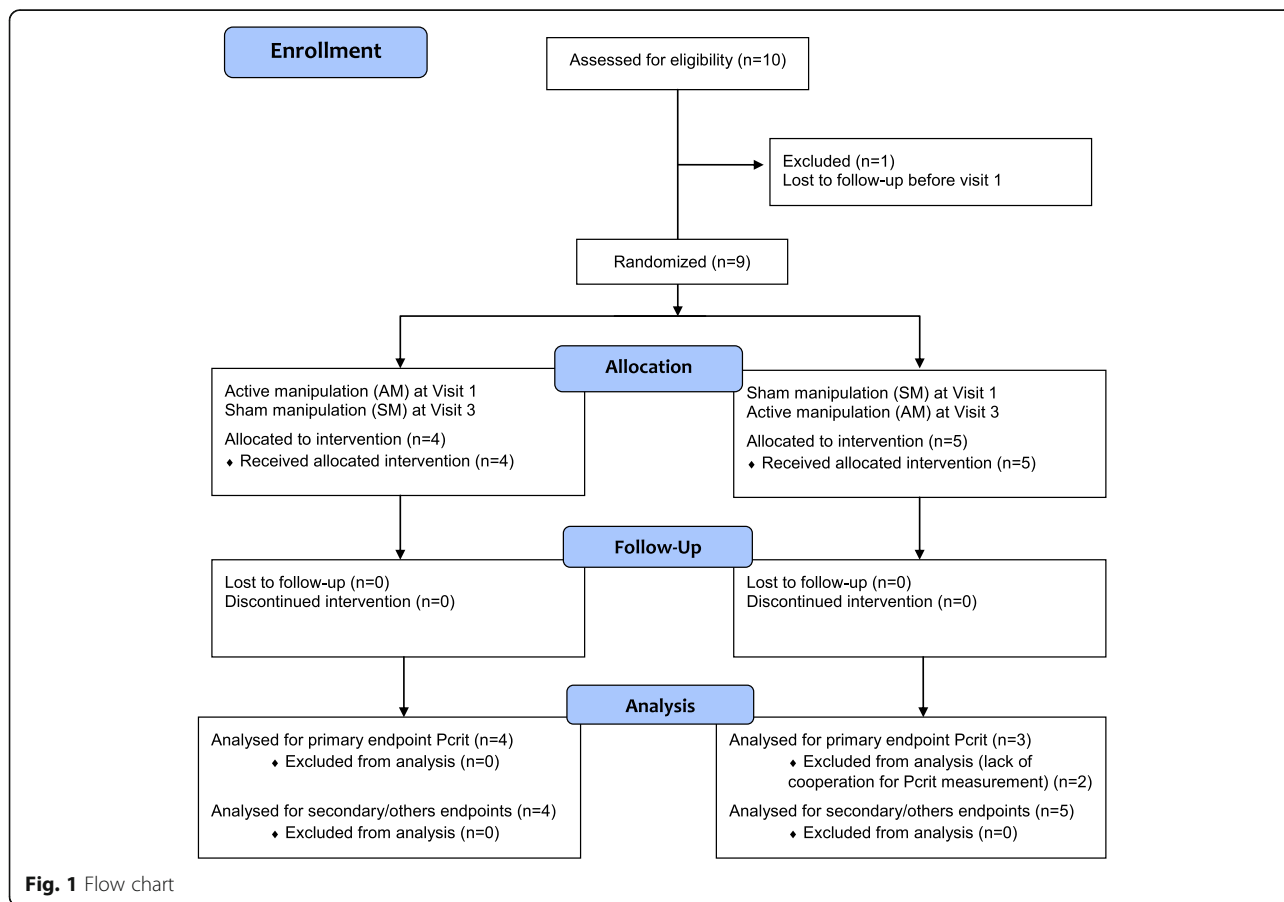 Enrollment
Assessed for eligibility (n=10)
Excluded (n=1)
Lost to follow-up before visit 1
Randomized (n=9)
Allocation
Active manipulation (AM) at Visit 1
Sham manipulation (SM) at Visit 3
Allocated to intervention (n=4)
♦ Received allocated intervention (n=4)
Sham manipulation (SM) at Visit 1
Active manipulation (AM) at Visit 3
Allocated to intervention (n=5)
♦ Received allocated intervention (n=5)
Follow-Up
Lost to follow-up (n=0)
Discontinued intervention (n=0)
Lost to follow-up (n=0)
Discontinued intervention (n=0)
Analysis
Analysed for primary endpoint Pcrit (n=4)
♦ Excluded from analysis (n=0)
Analysed for secondary/others endpoints (n=4)
♦ Excluded from analysis (n=0)
Analysed for primary endpoint Pcrit (n=3)
♦ Excluded from analysis (lack of
cooperation for Pcrit measurement) (n=2)
Analysed for secondary/others endpoints (n=5)
♦ Excluded from analysis (n=0)
Fig. 1 Flow chart